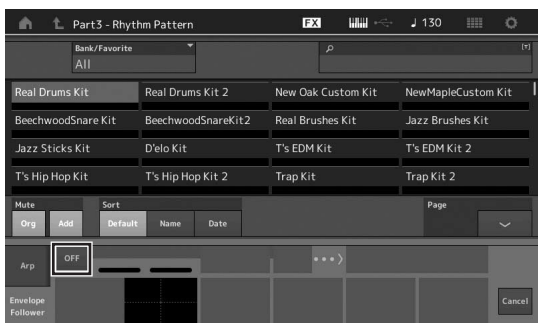 Part3 - Rhythm Pattern FX ♩ 130
Bank/Favorite
All
Real Drums Kit Real Drums Kit 2 New Oak Custom Kit NewMapleCustom Kit
BeechwoodSnare Kit BeechwoodSnareKit2 Real Brushes Kit Jazz Brushes Kit
Jazz Sticks Kit D'elo Kit T's EDM Kit T's EDM Kit 2
T's Hip Hop Kit T's Hip Hop Kit 2 Trap Kit Trap Kit 2
Mute Sort Page
Org Add Default Name Date
Arp OFF
Envelope
Follower Cancel